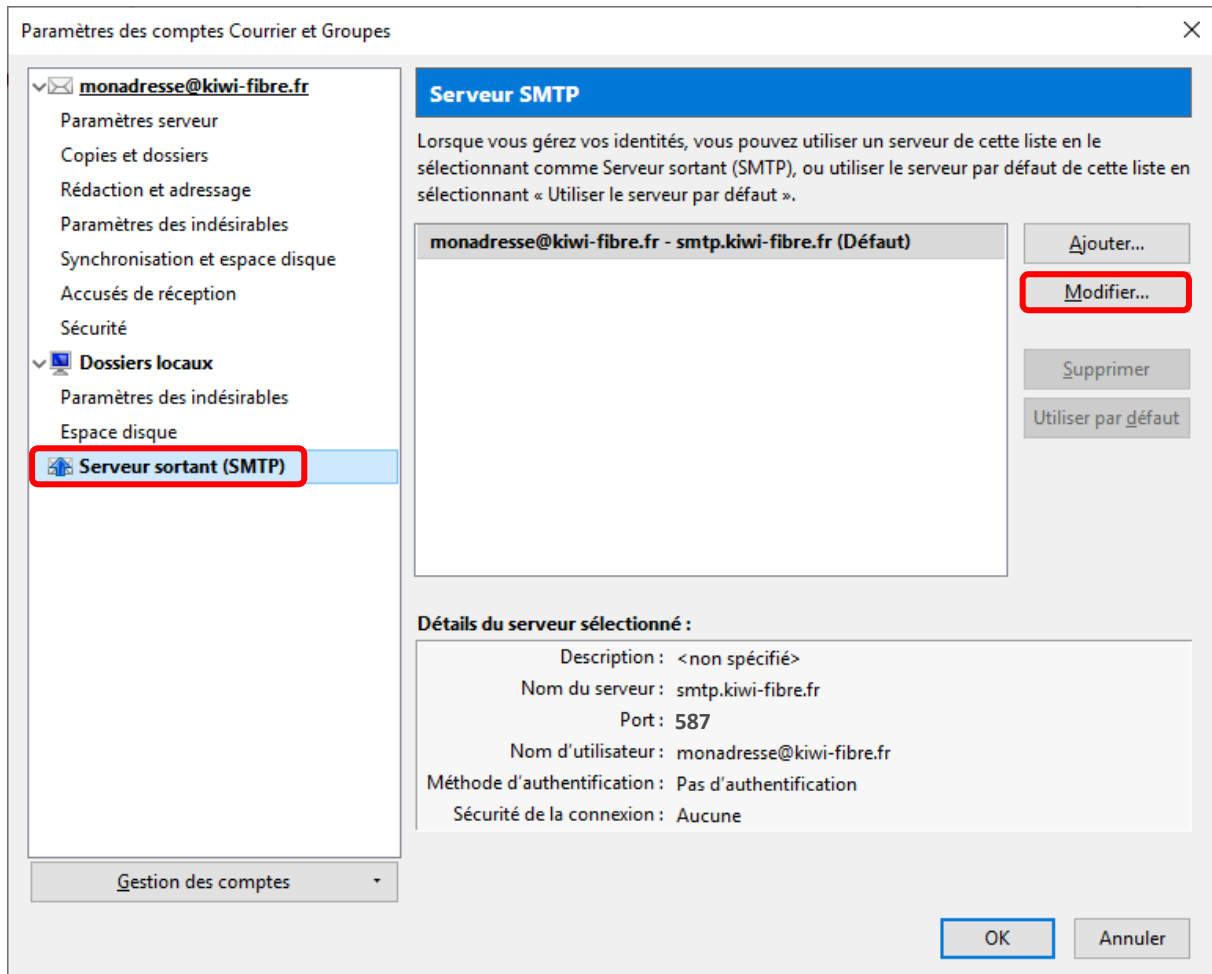 Paramètres des comptes Courrier et Groupes
monadresse@kiwi-fibre.fr
Paramètres serveur
Copies et dossiers
Rédaction et adressage
Paramètres des indésirables
Synchronisation et espace disque
Accusés de réception
Sécurité
Dossiers locaux
Paramètres des indésirables
Espace disque
Serveur sortant (SMTP)
Gestion des comptes
Serveur SMTP
Lorsque vous gérez vos identités, vous pouvez utiliser un serveur de cette liste en le
sélectionnant comme Serveur sortant (SMTP), ou utiliser le serveur par défaut de cette liste en
sélectionnant « Utiliser le serveur par défaut ».
monadresse@kiwi-fibre.fr - smtp.kiwi-fibre.fr (Défaut)
Ajouter...
Modifier...
Supprimer
Utiliser par défaut
Détails du serveur sélectionné :
Description : <non spécifié>
Nom du serveur : smtp.kiwi-fibre.fr
Port : 587
Nom d'utilisateur : monadresse@kiwi-fibre.fr
Méthode d'authentification : Pas d'authentification
Sécurité de la connexion : Aucune
OK
Annuler